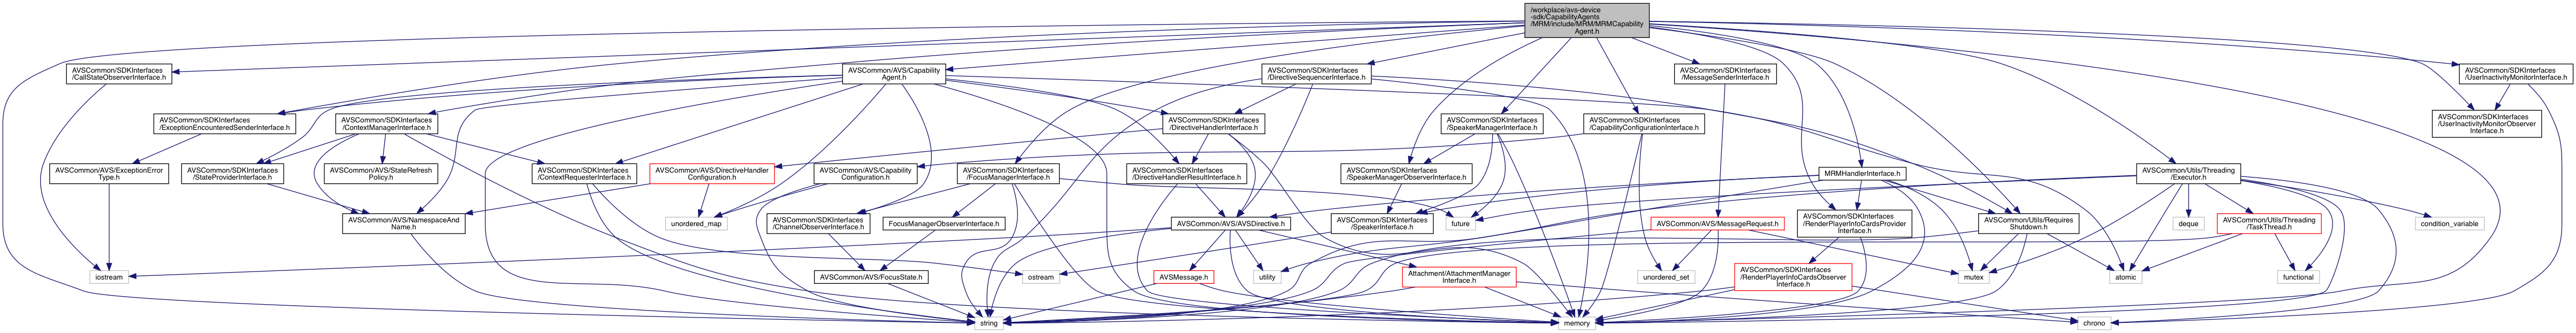 /workplace/avs-device
-sdk/CapabilityAgents
/MRM/include/MRM/MRMCapability
Agent.h
AVSCommon/SDKInterfaces
/CallStateObserverInterface.h
AVSCommon/AVS/Capability
Agent.h
AVSCommon/SDKInterfaces
/DirectiveSequencerInterface.h
AVSCommon/SDKInterfaces
/MessageSenderInterface.h
AVSCommon/SDKInterfaces
/UserInactivityMonitorInterface.h
AVSCommon/SDKInterfaces
/ExceptionEncounteredSenderInterface.h
AVSCommon/SDKInterfaces
/ContextManagerInterface.h
AVSCommon/SDKInterfaces
/DirectiveHandlerInterface.h
AVSCommon/SDKInterfaces
/SpeakerManagerInterface.h
AVSCommon/SDKInterfaces
/CapabilityConfigurationInterface.h
AVSCommon/SDKInterfaces
/UserInactivityMonitorObserver
Interface.h
AVSCommon/AVS/ExceptionError
Type.h
AVSCommon/SDKInterfaces
/StateProviderInterface.h
AVSCommon/AVS/StateRefresh
Policy.h
AVSCommon/SDKInterfaces
/ContextRequesterInterface.h
AVSCommon/AVS/DirectiveHandler
Configuration.h
AVSCommon/AVS/Capability
Configuration.h
AVSCommon/SDKInterfaces
/FocusManagerInterface.h
AVSCommon/SDKInterfaces
/DirectiveHandlerResultInterface.h
AVSCommon/SDKInterfaces
/SpeakerManagerObserverInterface.h
MRMHandlerInterface.h
AVSCommon/Utils/Threading
/Executor.h
AVSCommon/AVS/NamespaceAnd
Name.h
unordered_map
AVSCommon/SDKInterfaces
/ChannelObserverInterface.h
FocusManagerObserverInterface.h
AVSCommon/AVS/AVSDirective.h
AVSCommon/SDKInterfaces
/SpeakerInterface.h
future
AVSCommon/AVS/MessageRequest.h
AVSCommon/SDKInterfaces
/RenderPlayerInfoCardsProvider
Interface.h
AVSCommon/Utils/Requires
Shutdown.h
deque
AVSCommon/Utils/Threading
/TaskThread.h
condition_variable
iostream
AVSCommon/AVS/FocusState.h
ostream
AVSMessage.h
utility
Attachment/AttachmentManager
Interface.h
unordered_set
AVSCommon/SDKInterfaces
/RenderPlayerInfoCardsObserver
Interface.h
mutex
atomic
functional
string
memory
chrono